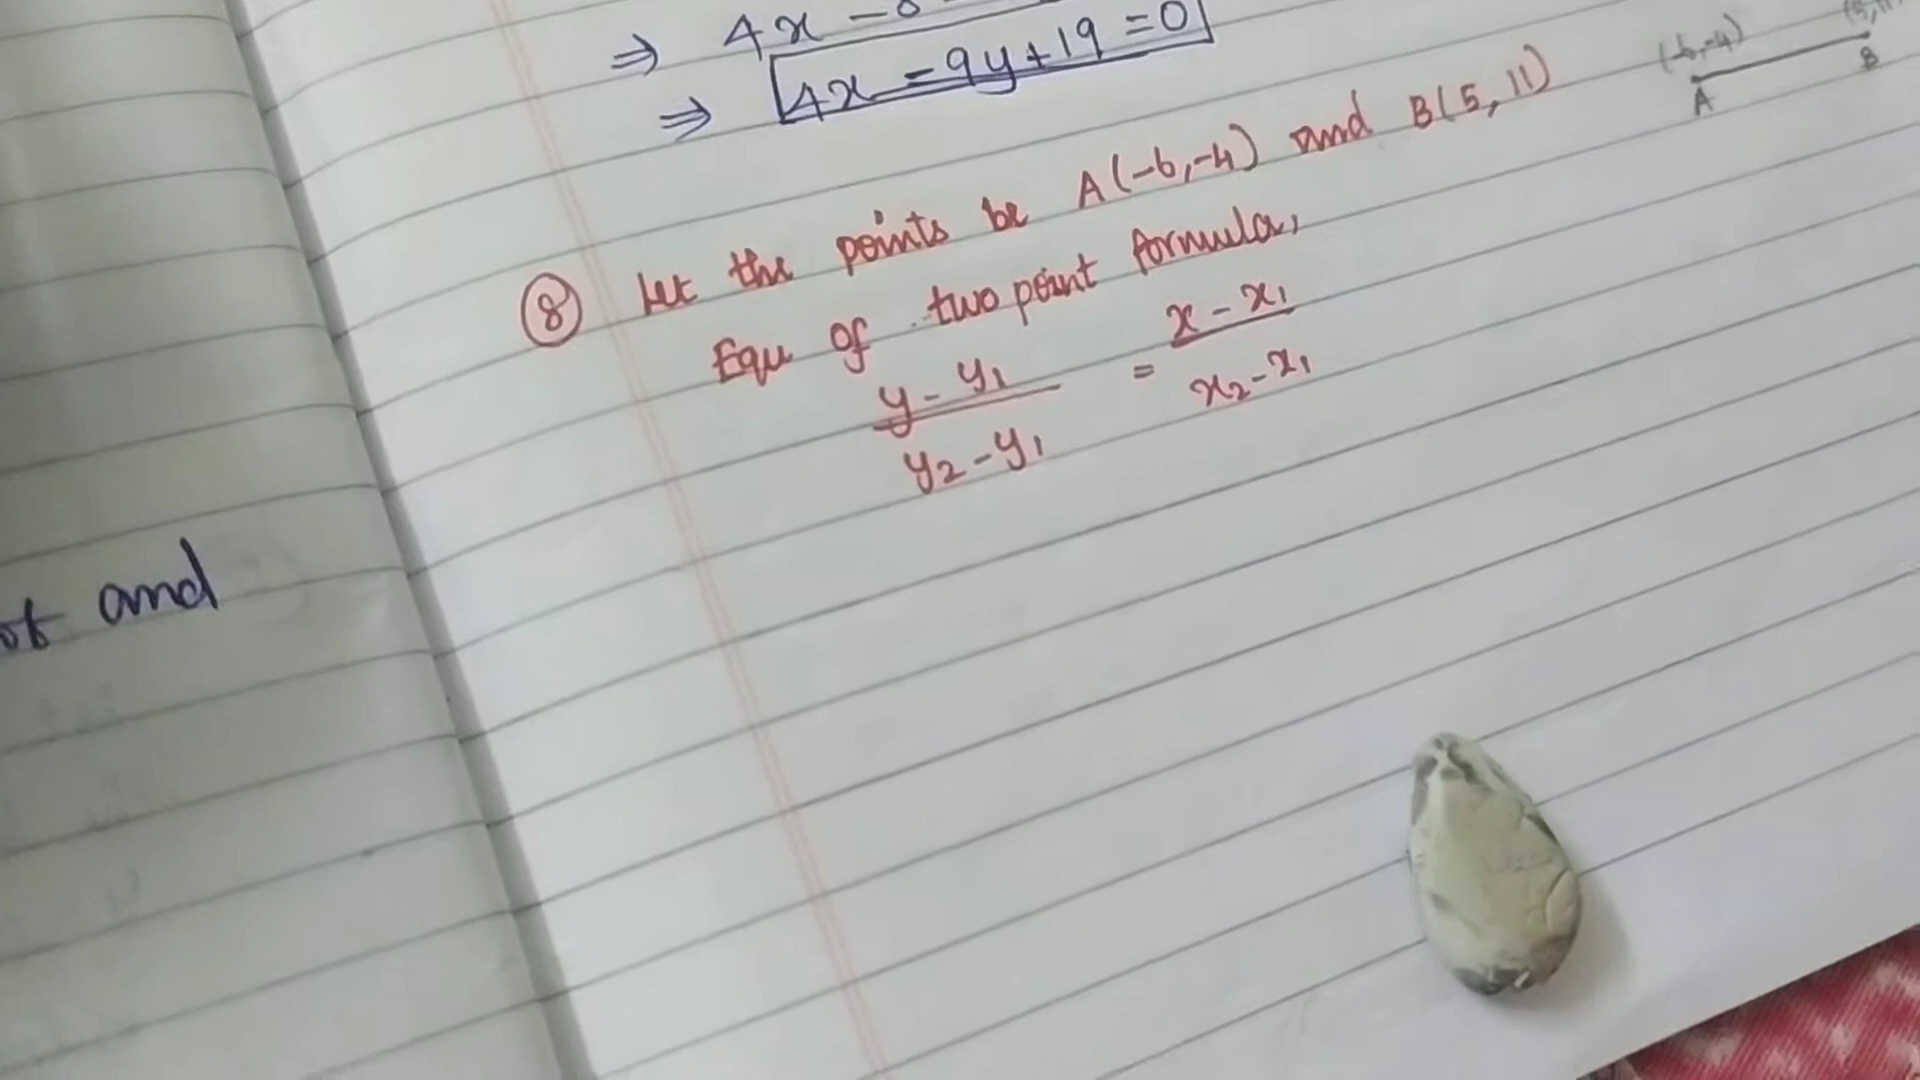 ⇒ 4x - 8
⇒ 4x - 9y + 19 = 0
(-6,-4)
A B
⑧ Let the points be A(-6,-4) and B(5, 11)
Equ of two point formula,
y - y₁ / y₂ - y₁ = x - x₁ / x₂ - x₁
and